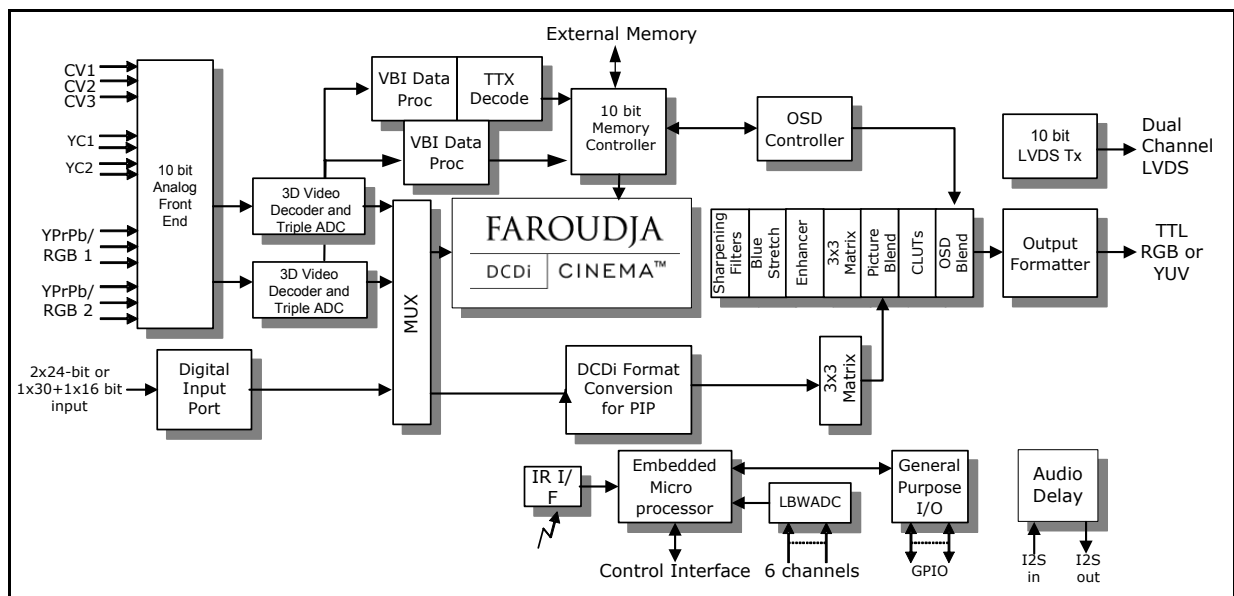 External Memory
CV1
CV2
CV3
YC1
YC2
YPrPb/
RGB 1
YPrPb/
RGB 2
10 bit
Analog
Front
End
VBI Data
Proc
TTX
Decode
VBI Data
Proc
10 bit
Memory
Controller
OSD
Controller
10 bit
LVDS Tx
Dual
Channel
LVDS
3D Video
Decoder and
Triple ADC
3D Video
Decoder and
Triple ADC
MUX
FAROUDJA
DCDi CINEMA™
Sharpening
Filters
Blue
Stretch
Enhancer
3x3
Matrix
Picture
Blend
CLUTs
OSD
Blend
Output
Formatter
TTL
RGB or
YUV
2x24-bit or
1x30+1x16 bit
input
Digital
Input
Port
DCDi Format
Conversion
for PIP
3x3
Matrix
IR I/
F
Embedded
Micro
processor
LBWADC
General
Purpose
I/O
Audio
Delay
Control Interface
6 channels
GPIO
I2S
in
I2S
out